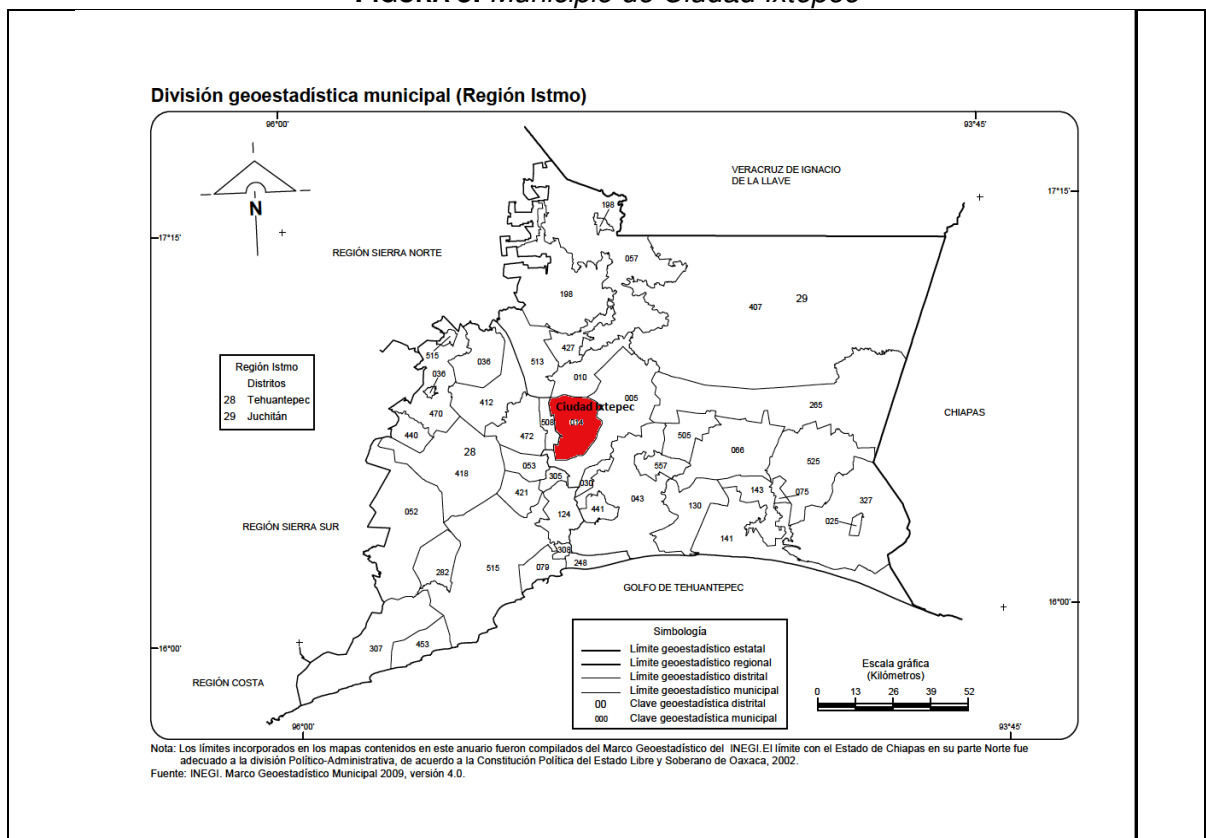 FIGURA 3. Municipio de Ciudad Ixtepec
División geoestadística municipal (Región Istmo)
96°00'
93°45'
VERACRUZ DE IGNACIO
DE LA LLAVE
17°15'
N
198
17°15'
REGIÓN SIERRA NORTE
057
198
407
29
515
036
513
427
Región Istmo
Distritos
28 Tehuantepec
29 Juchitán
036
010
005
412
Ciudad Ixtepec
265
CHIAPAS
470
508
014
440
472
505
066
28
053
557
525
418
305
030
421
043
143
075
327
052
124
441
130
025
REGIÓN SIERRA SUR
141
308
282
515
079
248
GOLFO DE TEHUANTEPEC
16°00'
Simbología
Límite geoestadístico estatal
Límite geoestadístico regional
Límite geoestadístico distrital
Límite geoestadístico municipal
00 Clave geoestadística distrital
000 Clave geoestadística municipal
Escala gráfica
(Kilómetros)
0 13 26 39 52
16°00'
307
453
REGIÓN COSTA
96°00'
93°45'
Nota: Los límites incorporados en los mapas contenidos en este anuario fueron compilados del Marco Geoestadístico del INEGI.El límite con el Estado de Chiapas en su parte Norte fue
adecuado a la división Político-Administrativa, de acuerdo a la Constitución Política del Estado Libre y Soberano de Oaxaca, 2002.
Fuente: INEGI. Marco Geoestadístico Municipal 2009, versión 4.0.